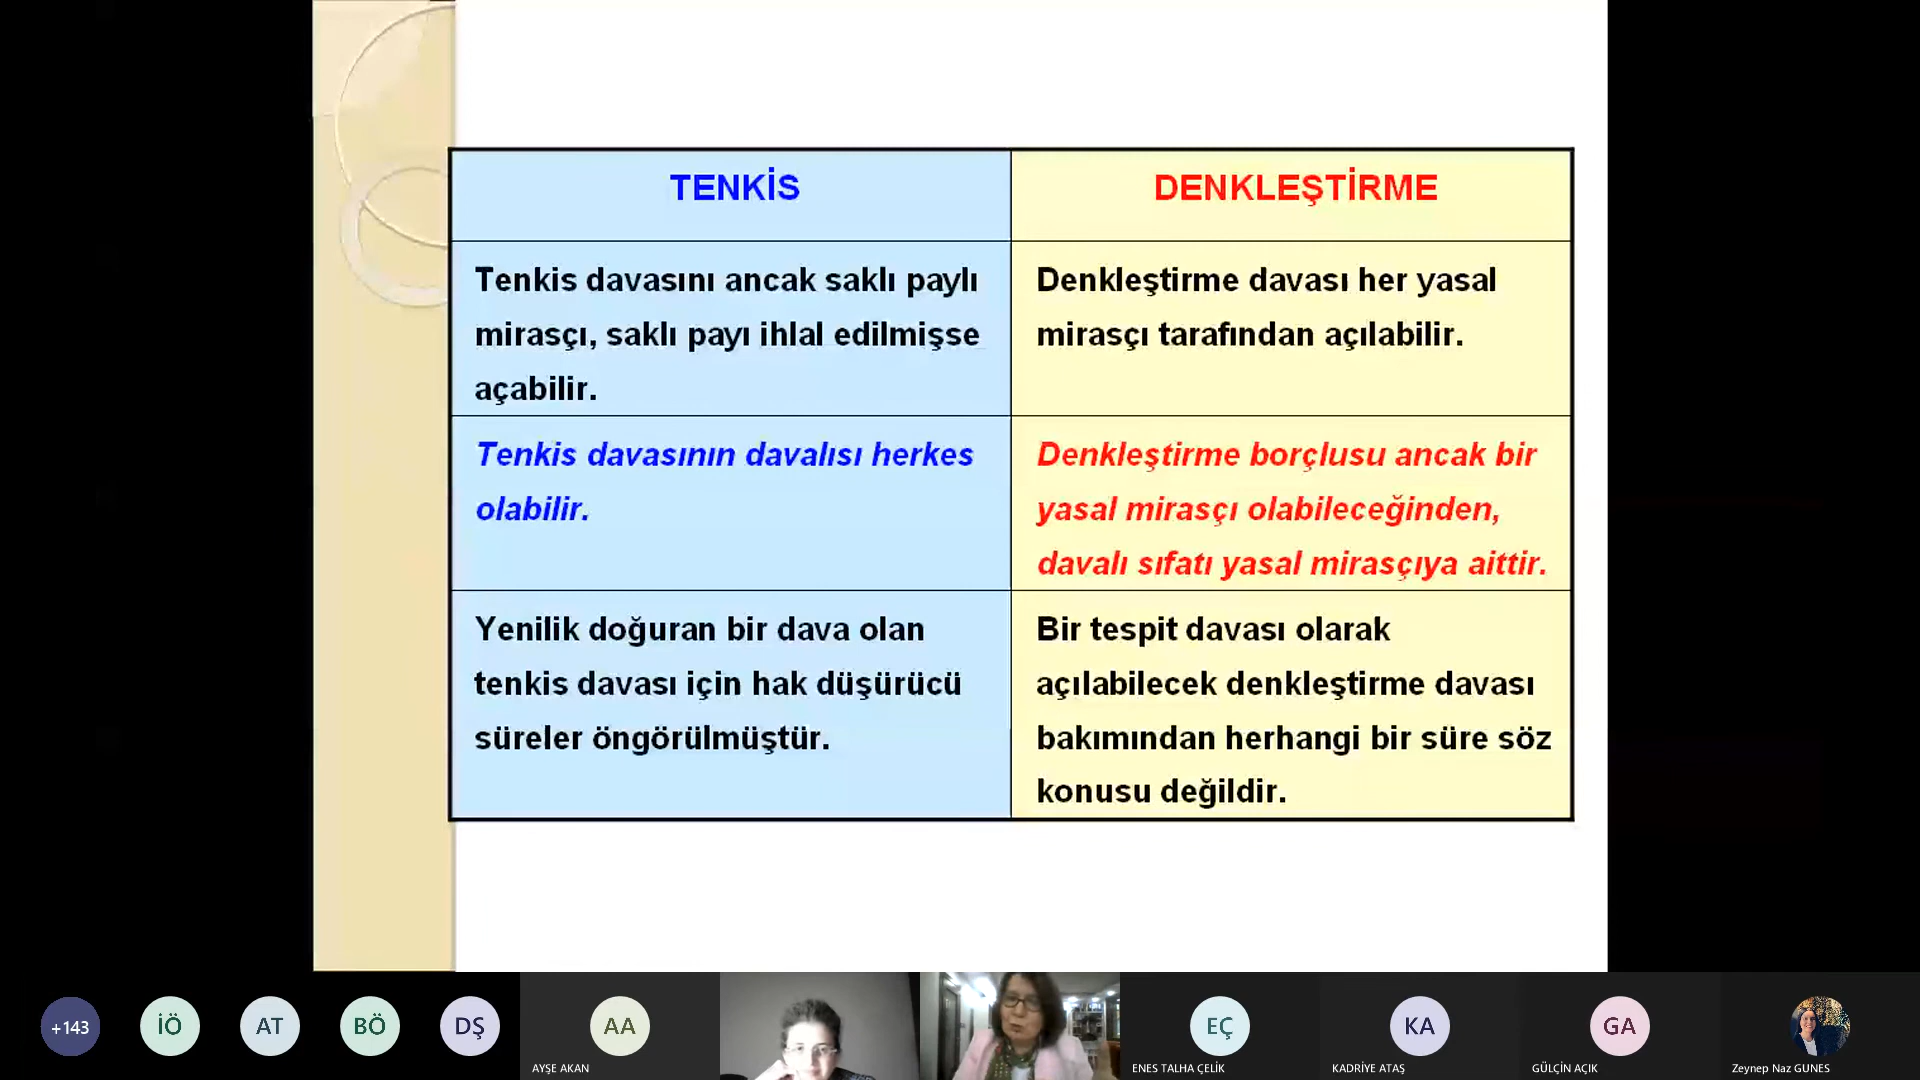 TENKİS
DENKLEŞTİRME
Tenkis davasını ancak saklı paylı
mirasçı, saklı payı ihlal edilmişse
açabilir.
Denkleştirme davası her yasal
mirasçı tarafından açılabilir.
Tenkis davasının davalısı herkes
olabilir.
Denkleştirme borçlusu ancak bir
yasal mirasçı olabileceğinden,
davalı sıfatı yasal mirasçıya aittir.
Yenilik doğuran bir dava olan
tenkis davası için hak düşürücü
süreler öngörülmüştür.
Bir tespit davası olarak
açılabilecek denkleştirme davası
bakımından herhangi bir süre söz
konusu değildir.
+143
İÖ
AT
BÖ
DŞ
AA
AYŞE AKAN
EÇ
ENES TALHA ÇELİK
KA
KADRİYE ATAŞ
GA
GÜLÇİN AÇIK
Zeynep Naz GUNES